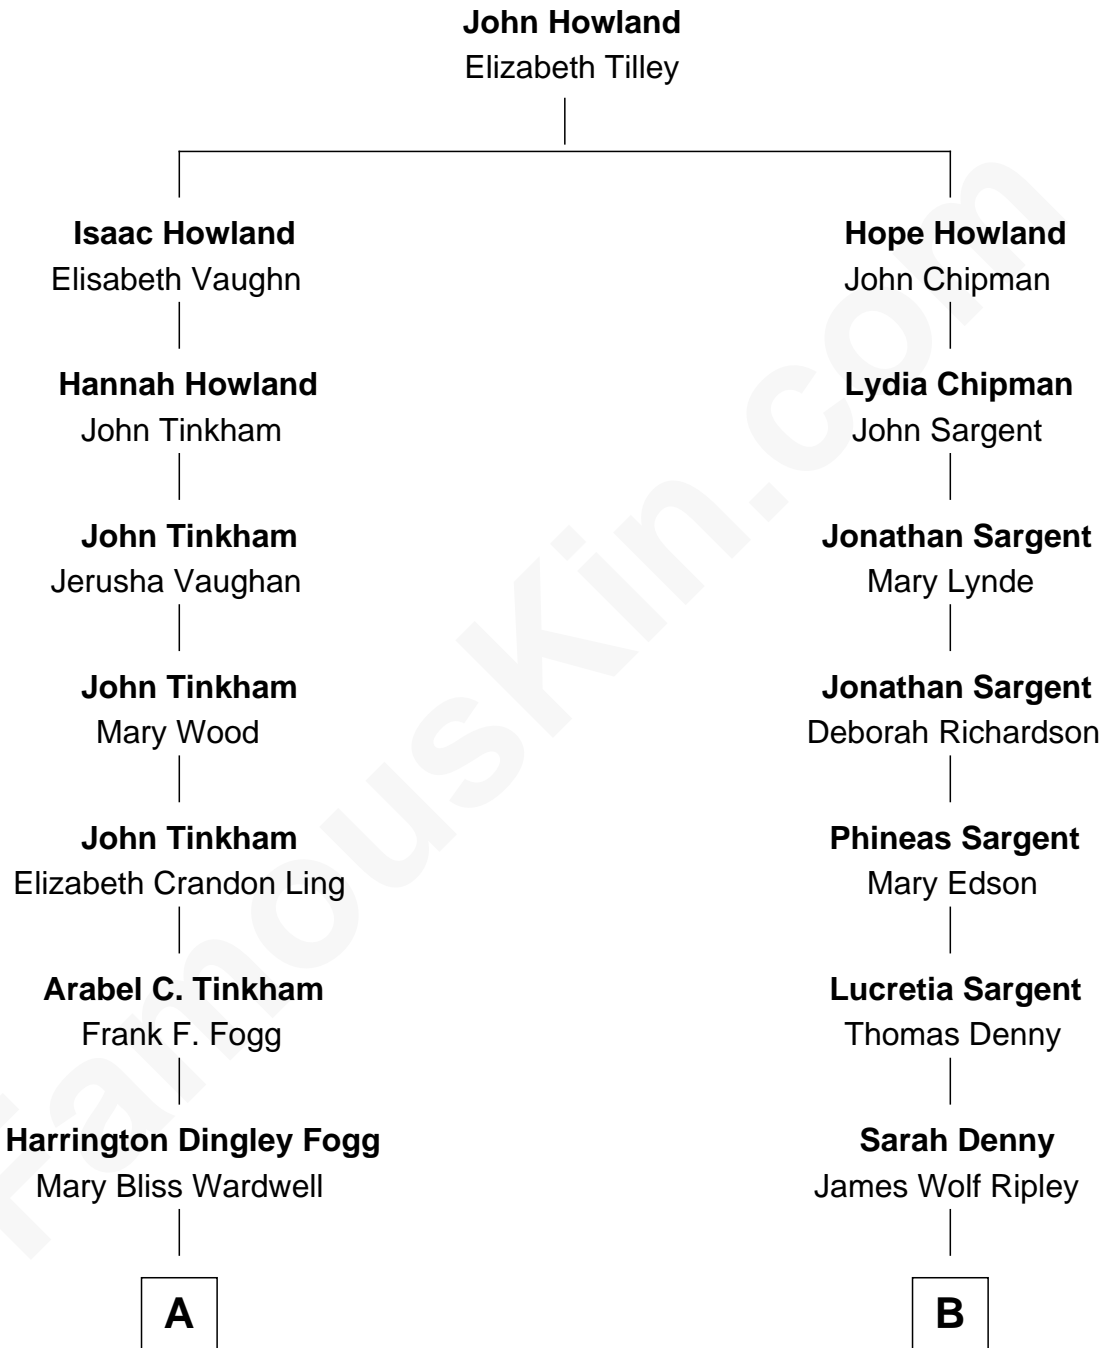 John Howland
Elizabeth Tilley
Isaac Howland
Elisabeth Vaughn
Hannah Howland
John Tinkham
John Tinkham
Jerusha Vaughan
John Tinkham
Mary Wood
John Tinkham
Elizabeth Crandon Ling
Arabel C. Tinkham
Frank F. Fogg
Harrington Dingley Fogg
Mary Bliss Wardwell
A
Hope Howland
John Chipman
Lydia Chipman
John Sargent
Jonathan Sargent
Mary Lynde
Jonathan Sargent
Deborah Richardson
Phineas Sargent
Mary Edson
Lucretia Sargent
Thomas Denny
Sarah Denny
James Wolf Ripley
B
FamousKin.com